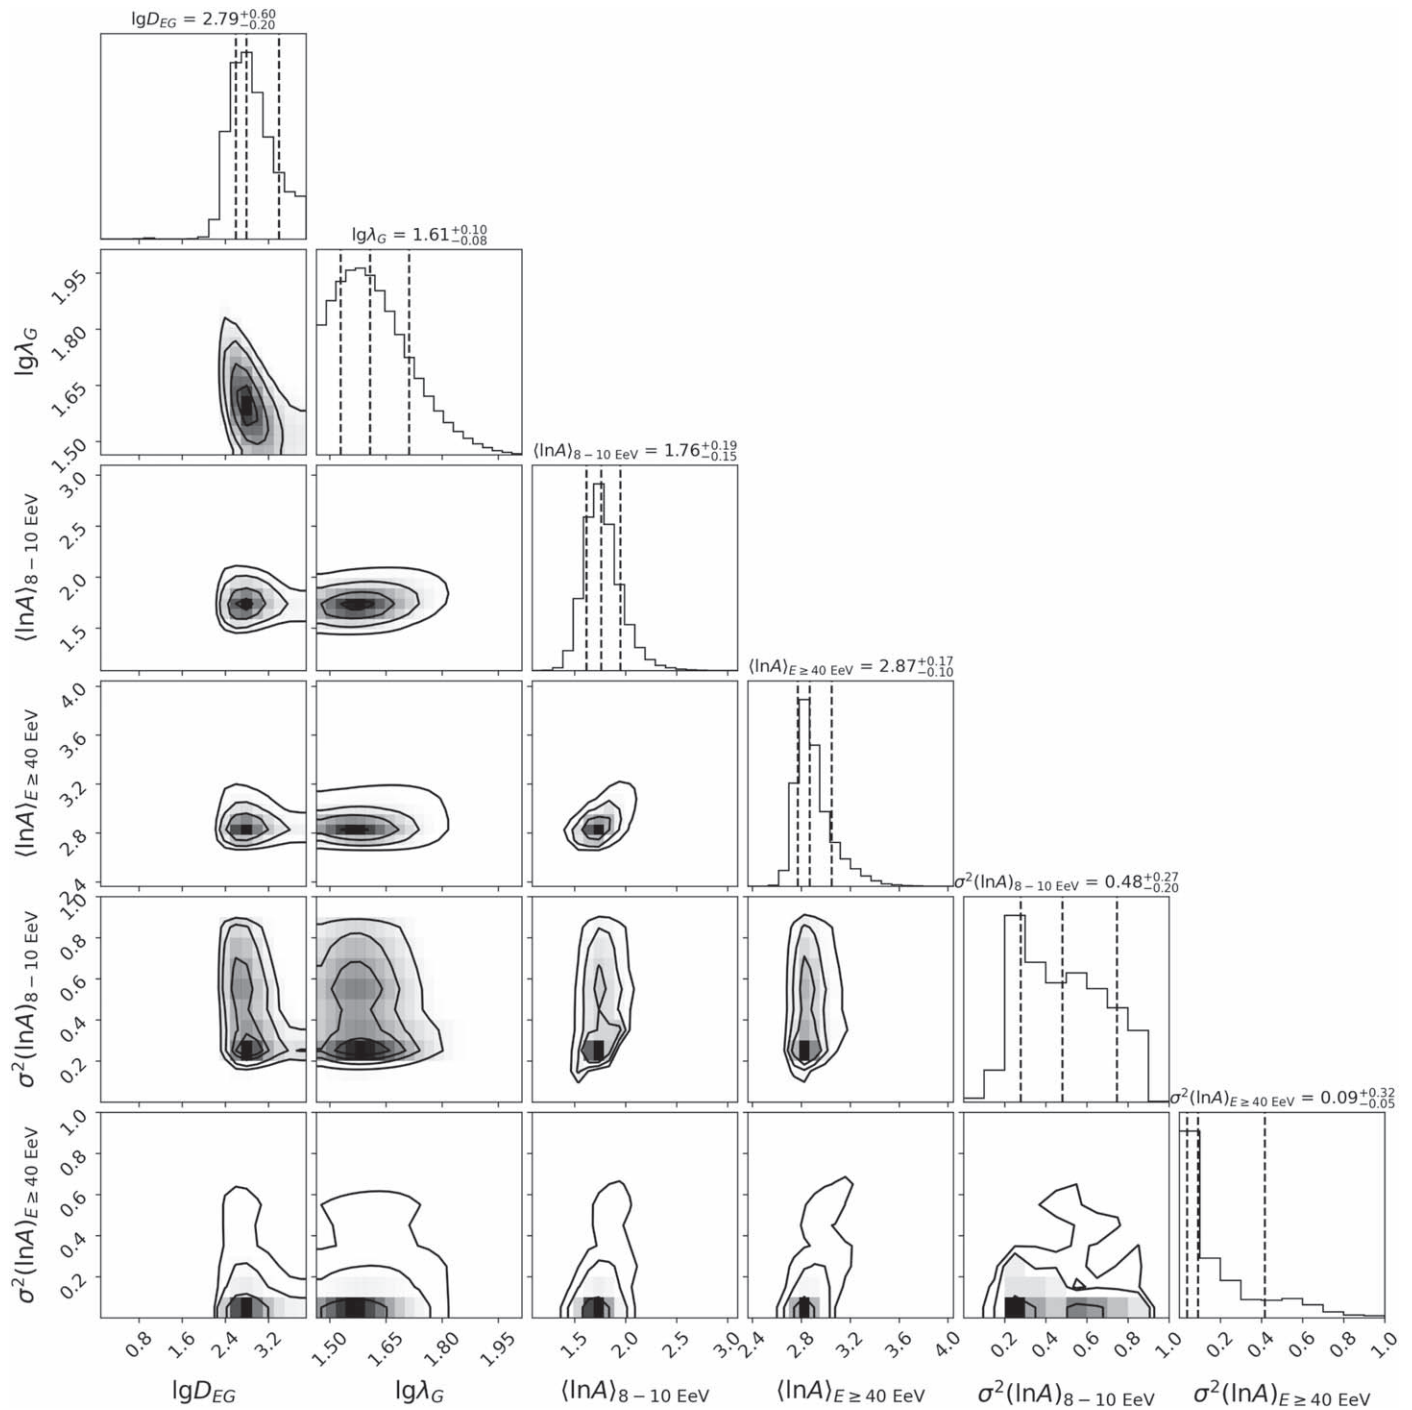 lgD_EG = 2.79^{+0.60}_{−0.20}
lgλ_G = 1.61^{+0.10}_{−0.08}
1.95
1.80
1.65
1.50
lgλ_G
⟨lnA⟩_{8−10 EeV} = 1.76^{+0.19}_{−0.15}
3.0
2.5
2.0
1.5
⟨lnA⟩_{8−10 EeV}
⟨lnA⟩_{E≥40 EeV} = 2.87^{+0.17}_{−0.10}
4.0
3.6
3.2
2.8
2.4
⟨lnA⟩_{E≥40 EeV}
σ²(lnA)_{8−10 EeV} = 0.48^{+0.27}_{−0.20}
1.0
0.8
0.6
0.4
0.2
σ²(lnA)_{8−10 EeV}
σ²(lnA)_{E≥40 EeV} = 0.09^{+0.32}_{−0.05}
1.0
0.8
0.6
0.4
0.2
σ²(lnA)_{E≥40 EeV}
0.8 1.6 2.4 3.2 1.50 1.65 1.80 1.95 1.5 2.0 2.5 3.0 2.4 2.8 3.2 3.6 4.0 0.2 0.4 0.6 0.8 1.0 0.2 0.4 0.6 0.8 1.0
lgD_EG lgλ_G ⟨lnA⟩_{8−10 EeV} ⟨lnA⟩_{E≥40 EeV} σ²(lnA)_{8−10 EeV} σ²(lnA)_{E≥40 EeV}